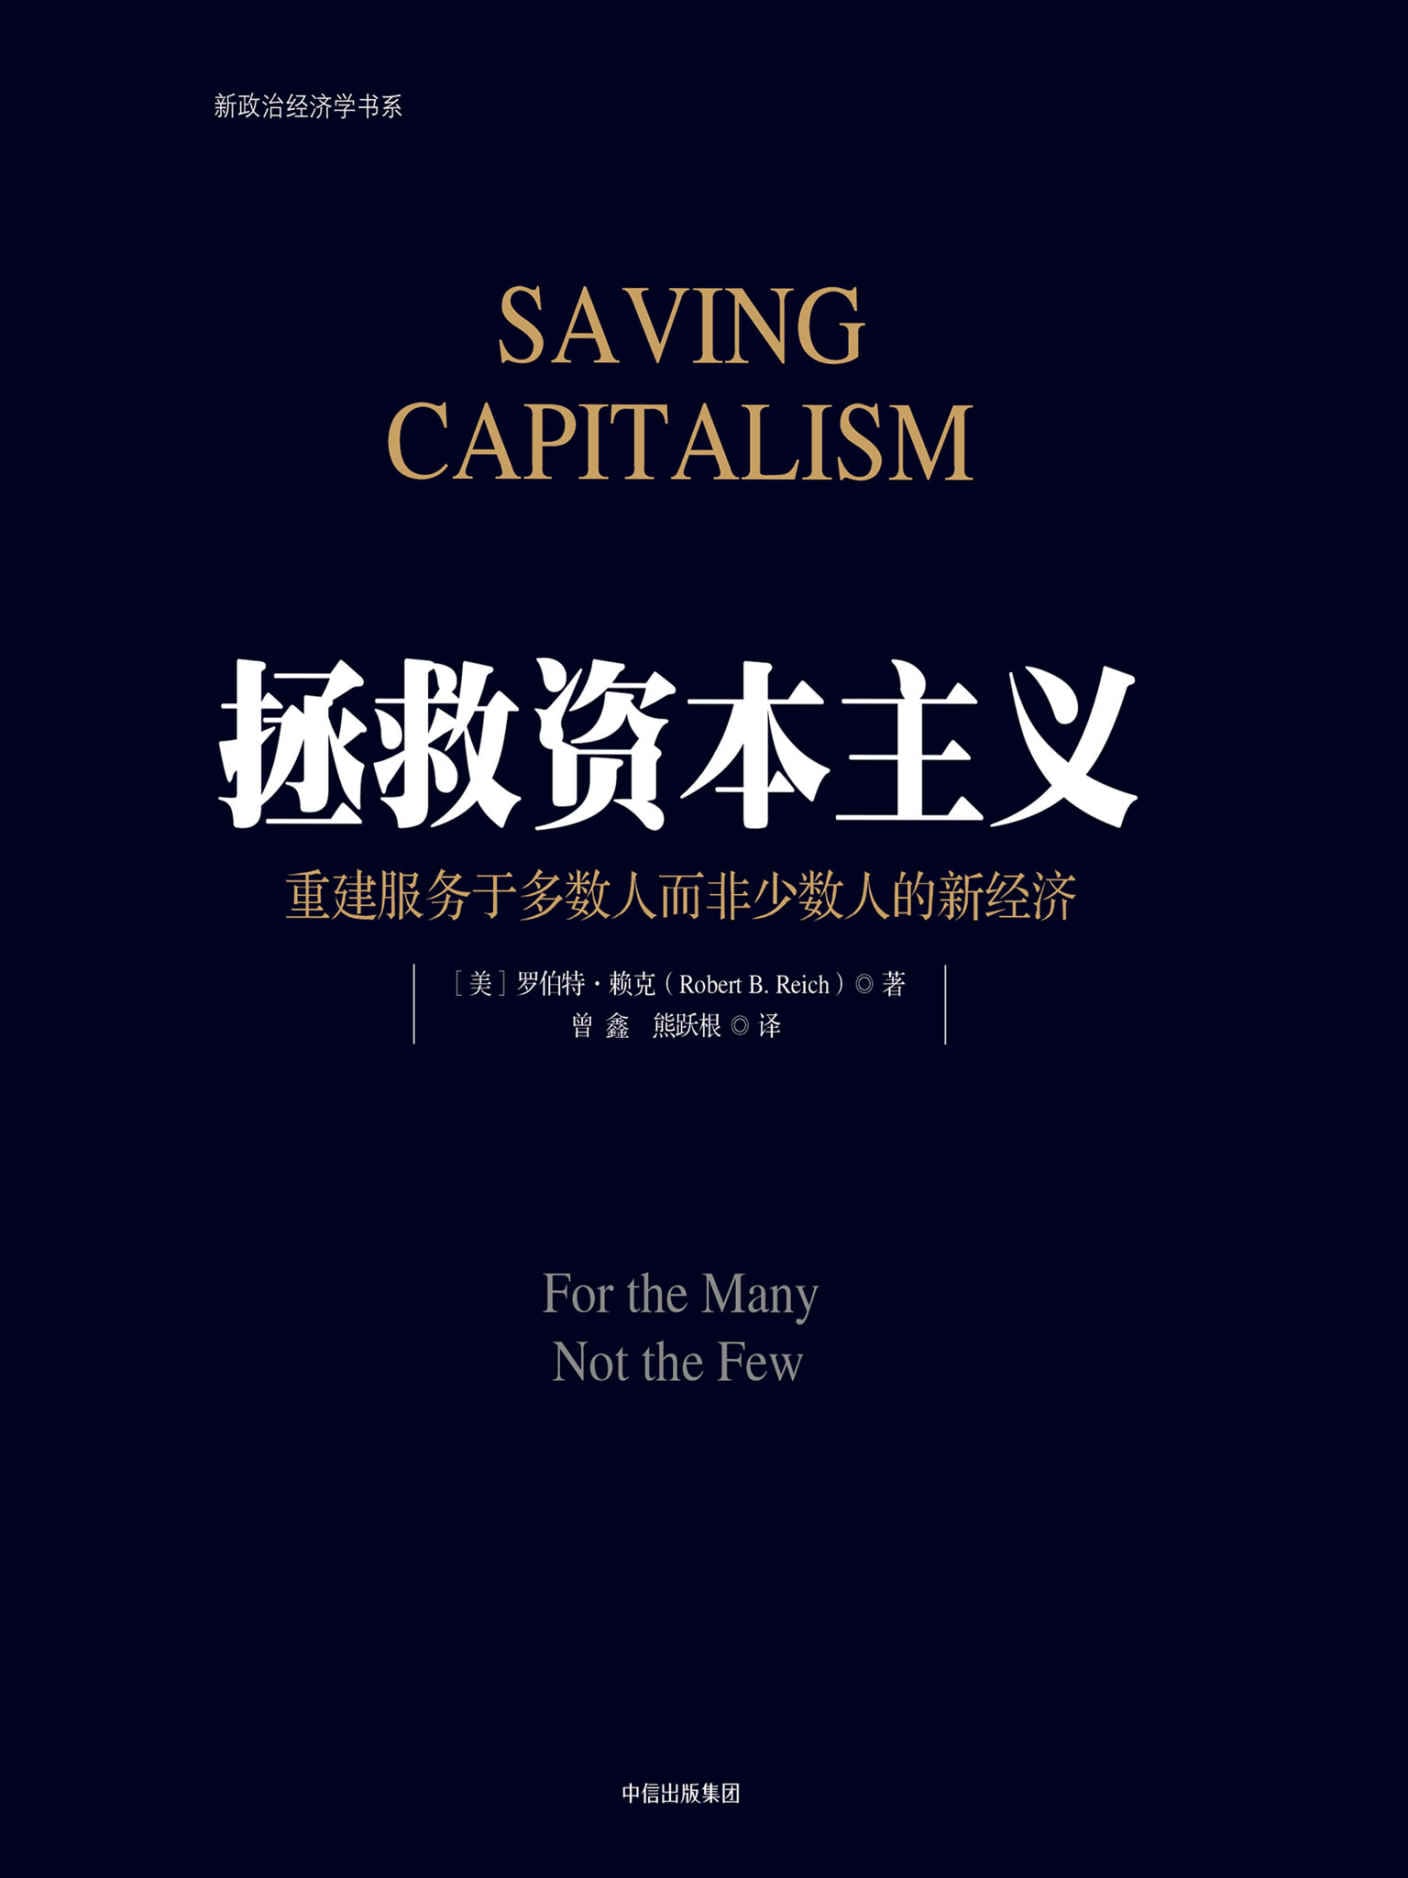 新政治经济学书系
SAVING
CAPITALISM
拯救资本主义
重建服务于多数人而非少数人的新经济
［美］罗伯特·赖克（Robert B. Reich）◎ 著
曾 鑫 熊跃根 ◎ 译
For the Many
Not the Few
中信出版集团